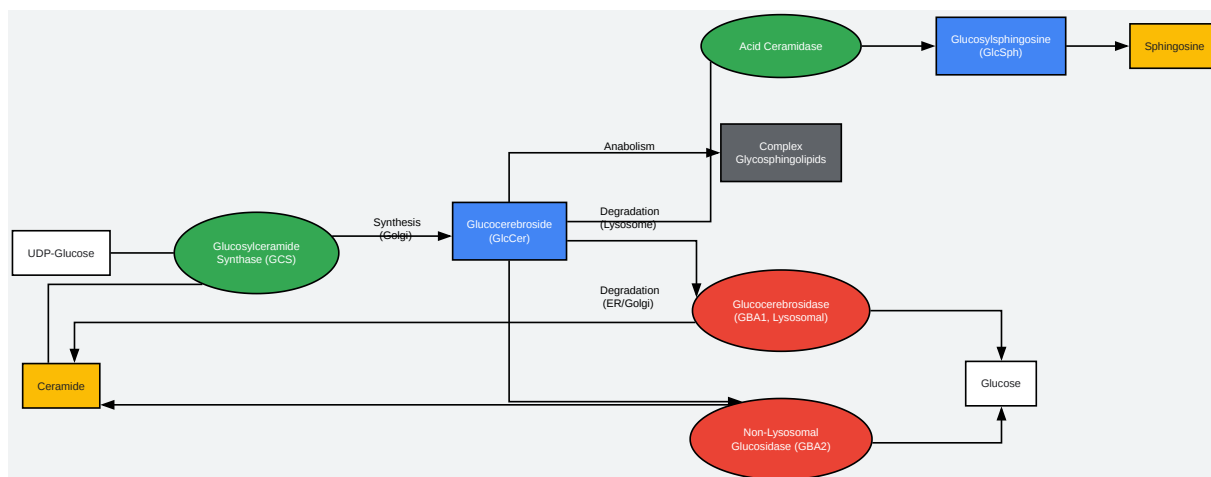 Acid Ceramidase
Glucosylsphingosine
(GlcSph)
Sphingosine
Anabolism
Complex
Glycosphingolipids
Synthesis
(Golgi)
Glucocerebroside
(GlcCer)
Degradation
(Lysosome)
UDP-Glucose
Glucosylceramide
Synthase (GCS)
Degradation
(ER/Golgi)
Glucocerebrosidase
(GBA1, Lysosomal)
Ceramide
Glucose
Non-Lysosomal
Glucosidase (GBA2)